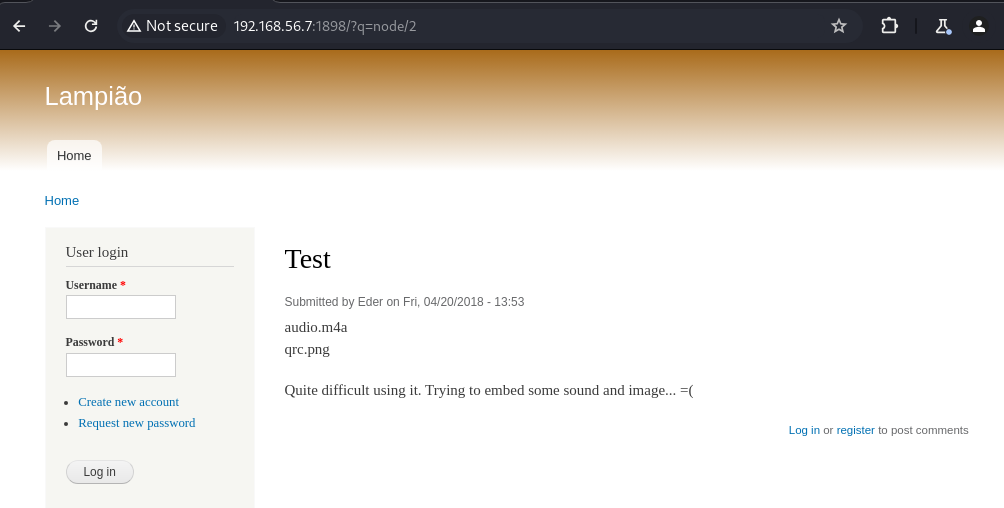 Not secure 192.168.56.7:1898/?q=node/2
Lampião
Home
Home
User login
Username *
Password *
Create new account
Request new password
Log in
Test
Submitted by Eder on Fri, 04/20/2018 - 13:53
audio.m4a
qrc.png
Quite difficult using it. Trying to embed some sound and image... =(
Log in or register to post comments